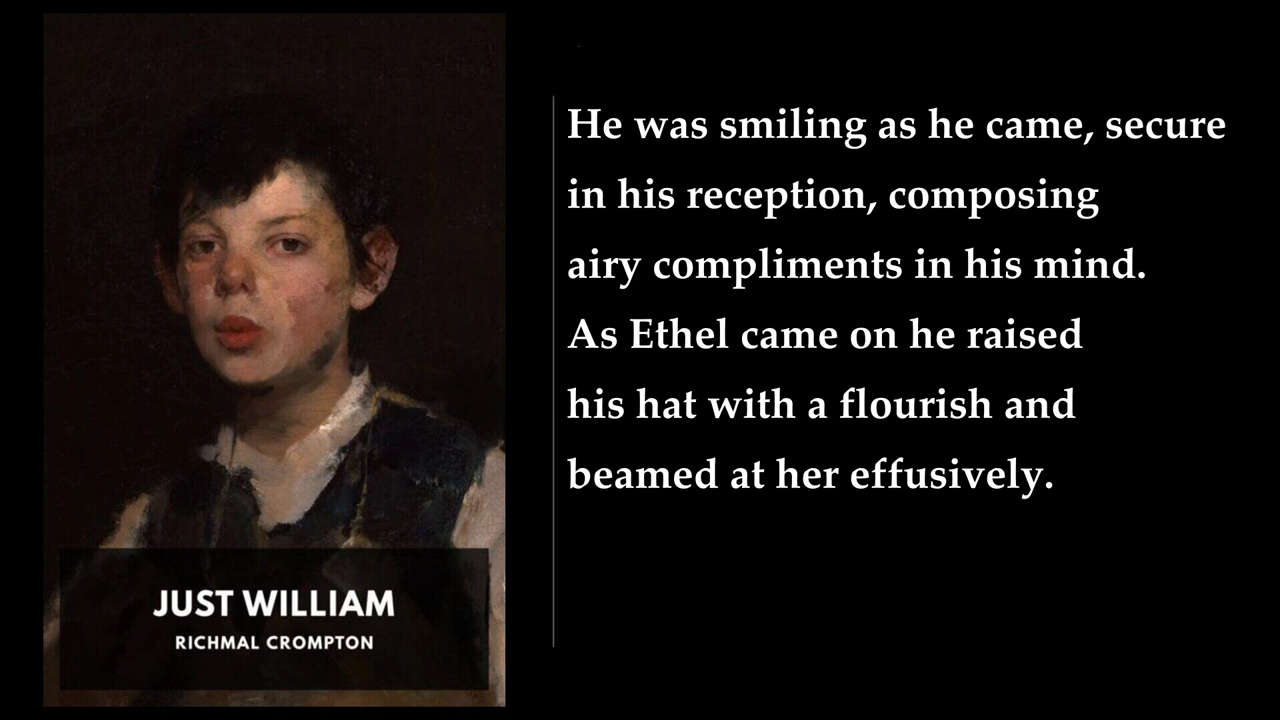 JUST WILLIAM
RICHMAL CROMPTON
He was smiling as he came, secure
in his reception, composing
airy compliments in his mind.
As Ethel came on he raised
his hat with a flourish and
beamed at her effusively.